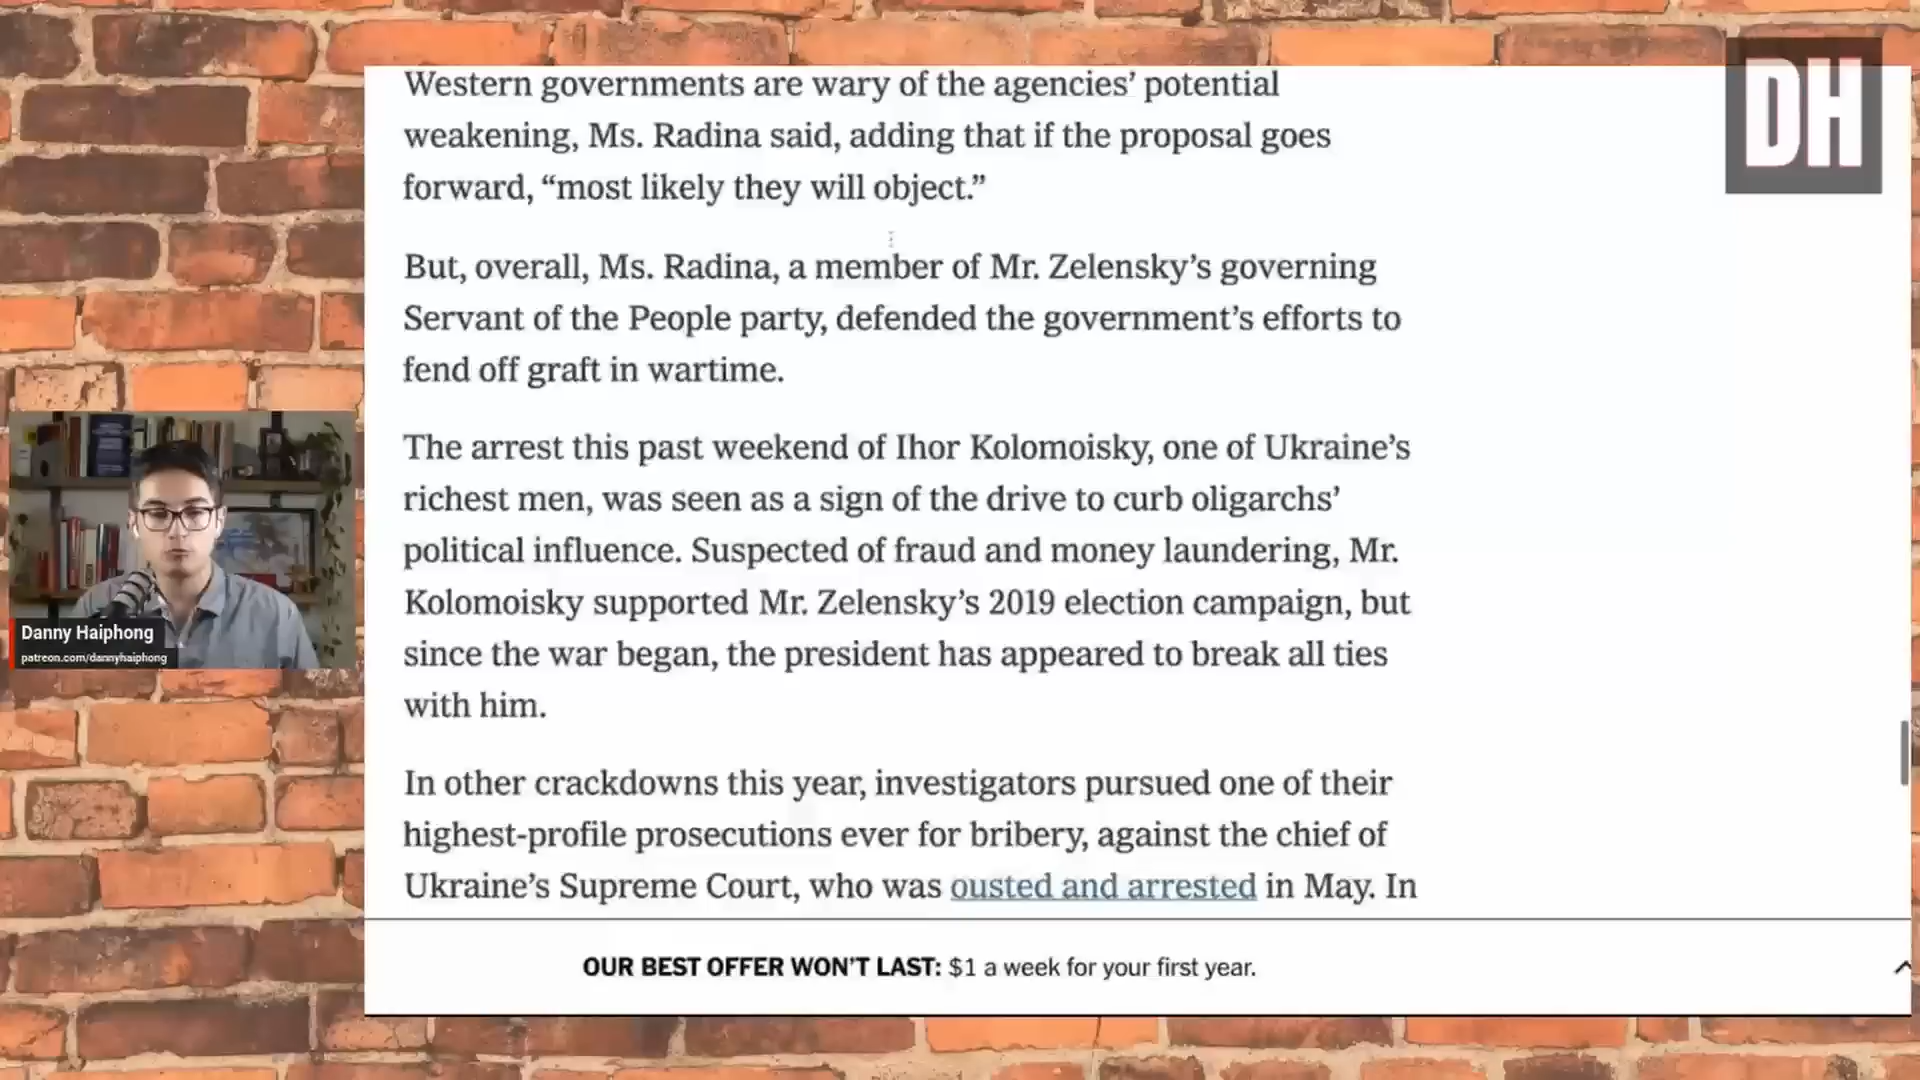 DH
Western governments are wary of the agencies’ potential
weakening, Ms. Radina said, adding that if the proposal goes
forward, “most likely they will object.”
But, overall, Ms. Radina, a member of Mr. Zelensky’s governing
Servant of the People party, defended the government’s efforts to
fend off graft in wartime.
The arrest this past weekend of Ihor Kolomoisky, one of Ukraine’s
richest men, was seen as a sign of the drive to curb oligarchs’
political influence. Suspected of fraud and money laundering, Mr.
Kolomoisky supported Mr. Zelensky’s 2019 election campaign, but
since the war began, the president has appeared to break all ties
with him.
In other crackdowns this year, investigators pursued one of their
highest-profile prosecutions ever for bribery, against the chief of
Ukraine’s Supreme Court, who was ousted and arrested in May. In
OUR BEST OFFER WON’T LAST: $1 a week for your first year.
Danny Haiphong
patreon.com/dannyhaiphong